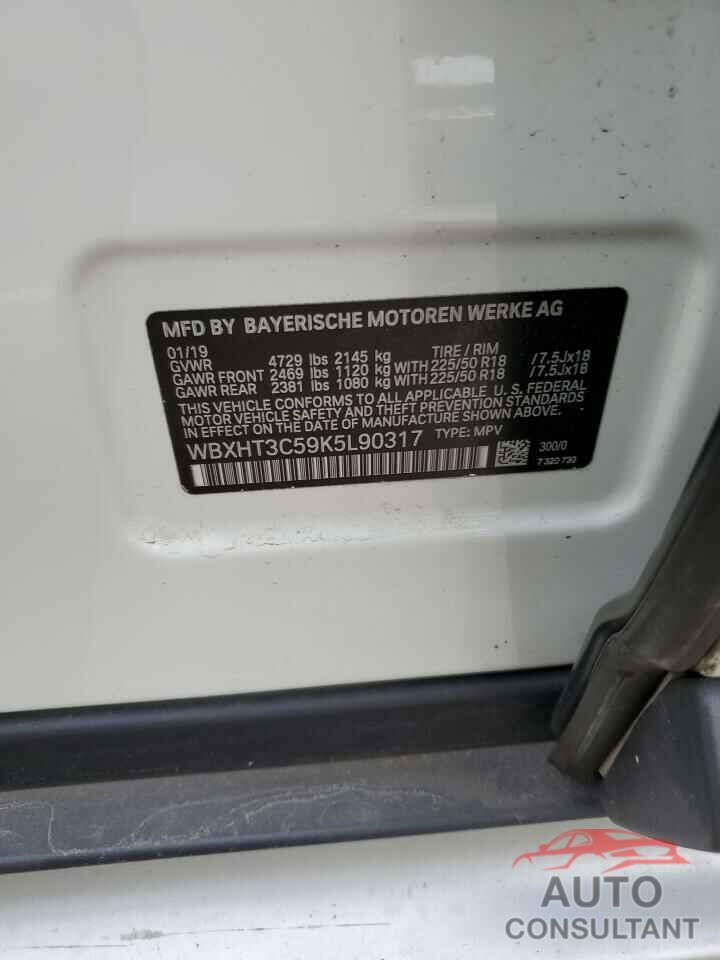 MFD BY BAYERISCHE MOTOREN WERKE AG
01/19 TIRE / RIM
GVWR 4729 lbs 2145 kg
GAWR FRONT 2469 lbs 1120 kg WITH 225/50 R18 /7.5Jx18
GAWR REAR 2381 lbs 1080 kg WITH 225/50 R18 /7.5Jx18
THIS VEHICLE CONFORMS TO ALL APPLICABLE U. S. FEDERAL
MOTOR VEHICLE SAFETY AND THEFT PREVENTION STANDARDS
IN EFFECT ON THE DATE OF MANUFACTURE SHOWN ABOVE.
WBXHT3C59K5L90317 TYPE: MPV
300/0
AUTO
CONSULTANT